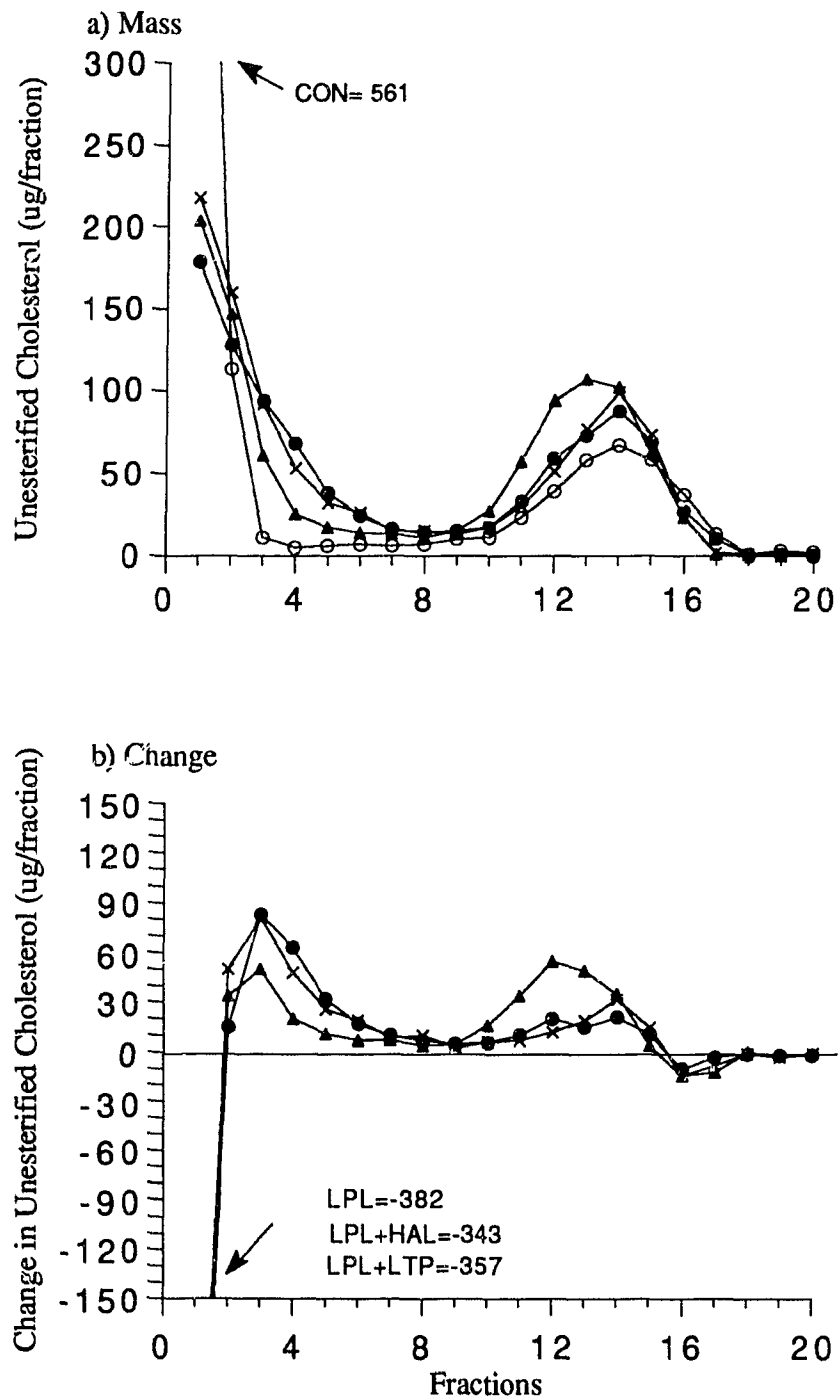 a) Mass
Unesterified Cholesterol (ug/fraction)
300
250
200
150
100
50
0
CON= 561
0 4 8 12 16 20
b) Change
Change in Unesterified Cholesterol (ug/fraction)
150
120
90
60
30
0
-30
-60
-90
-120
-150
LPL=-382
LPL+HAL=-343
LPL+LTP=-357
0 4 8 12 16 20
Fractions